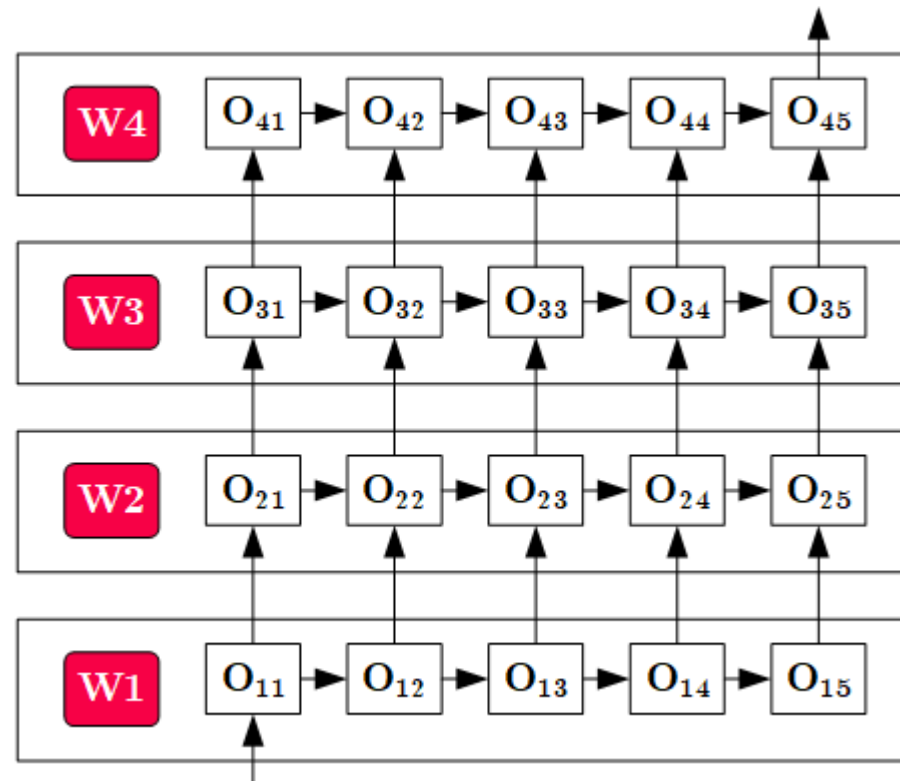 W4 O₄₁ O₄₂ O₄₃ O₄₄ O₄₅
W3 O₃₁ O₃₂ O₃₃ O₃₄ O₃₅
W2 O₂₁ O₂₂ O₂₃ O₂₄ O₂₅
W1 O₁₁ O₁₂ O₁₃ O₁₄ O₁₅